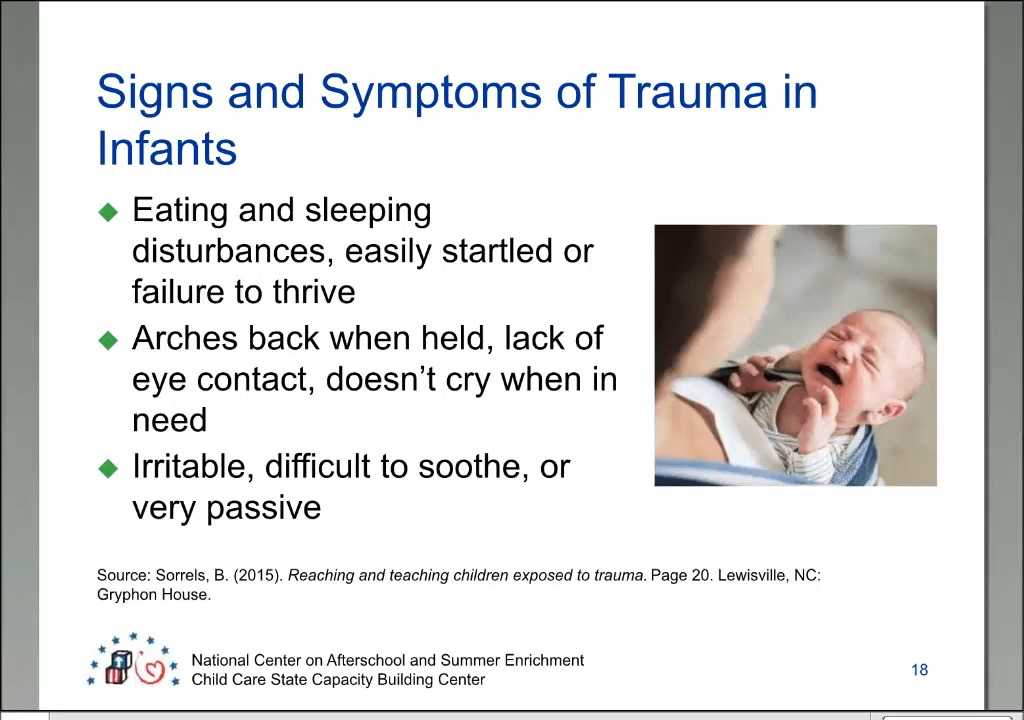 Signs and Symptoms of Trauma in
Infants
Eating and sleeping
disturbances, easily startled or
failure to thrive
Arches back when held, lack of
eye contact, doesn’t cry when in
need
Irritable, difficult to soothe, or
very passive
Source: Sorrels, B. (2015). Reaching and teaching children exposed to trauma. Page 20. Lewisville, NC:
Gryphon House.
National Center on Afterschool and Summer Enrichment
Child Care State Capacity Building Center
18